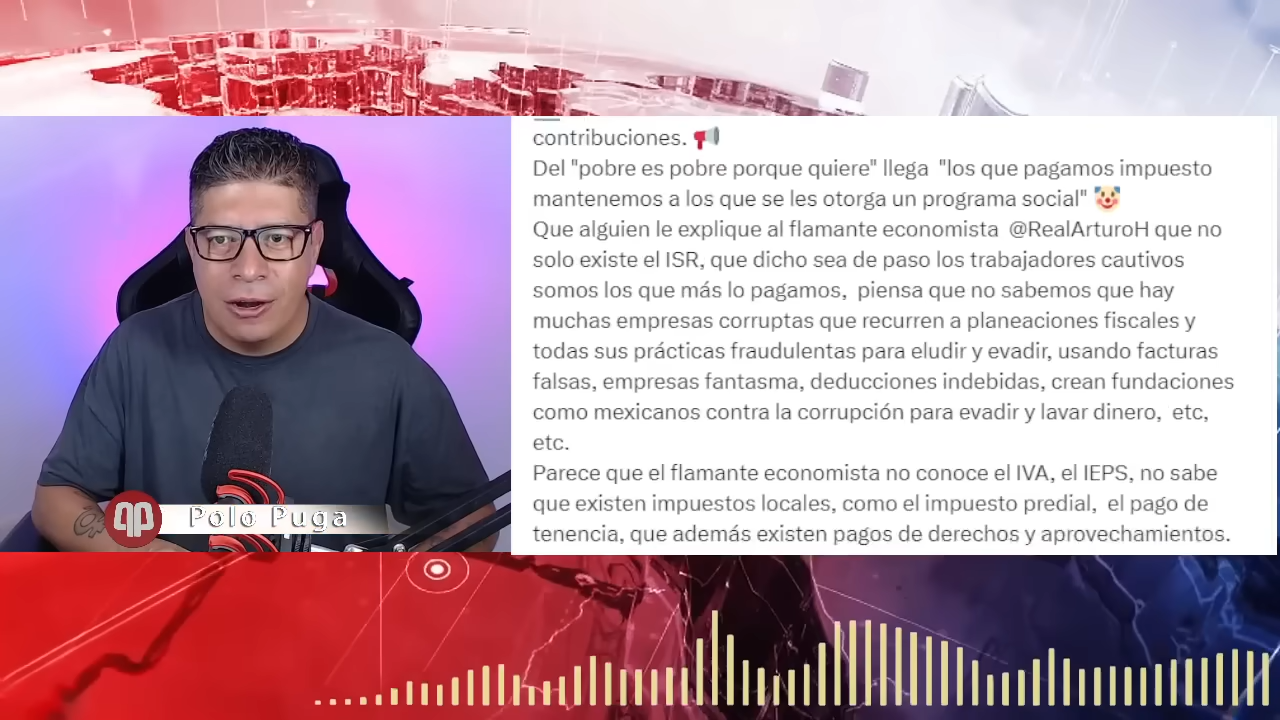 contribuciones. 📢
Del "pobre es pobre porque quiere" llega "los que pagamos impuesto
mantenemos a los que se les otorga un programa social" 🤡
Que alguien le explique al flamante economista @RealArturoH que no
solo existe el ISR, que dicho sea de paso los trabajadores cautivos
somos los que más lo pagamos, piensa que no sabemos que hay
muchas empresas corruptas que recurren a planeaciones fiscales y
todas sus prácticas fraudulentas para eludir y evadir, usando facturas
falsas, empresas fantasma, deducciones indebidas, crean fundaciones
como mexicanos contra la corrupción para evadir y lavar dinero, etc,
etc.
Parece que el flamante economista no conoce el IVA, el IEPS, no sabe
que existen impuestos locales, como el impuesto predial, el pago de
tenencia, que además existen pagos de derechos y aprovechamientos.
Polo Puga